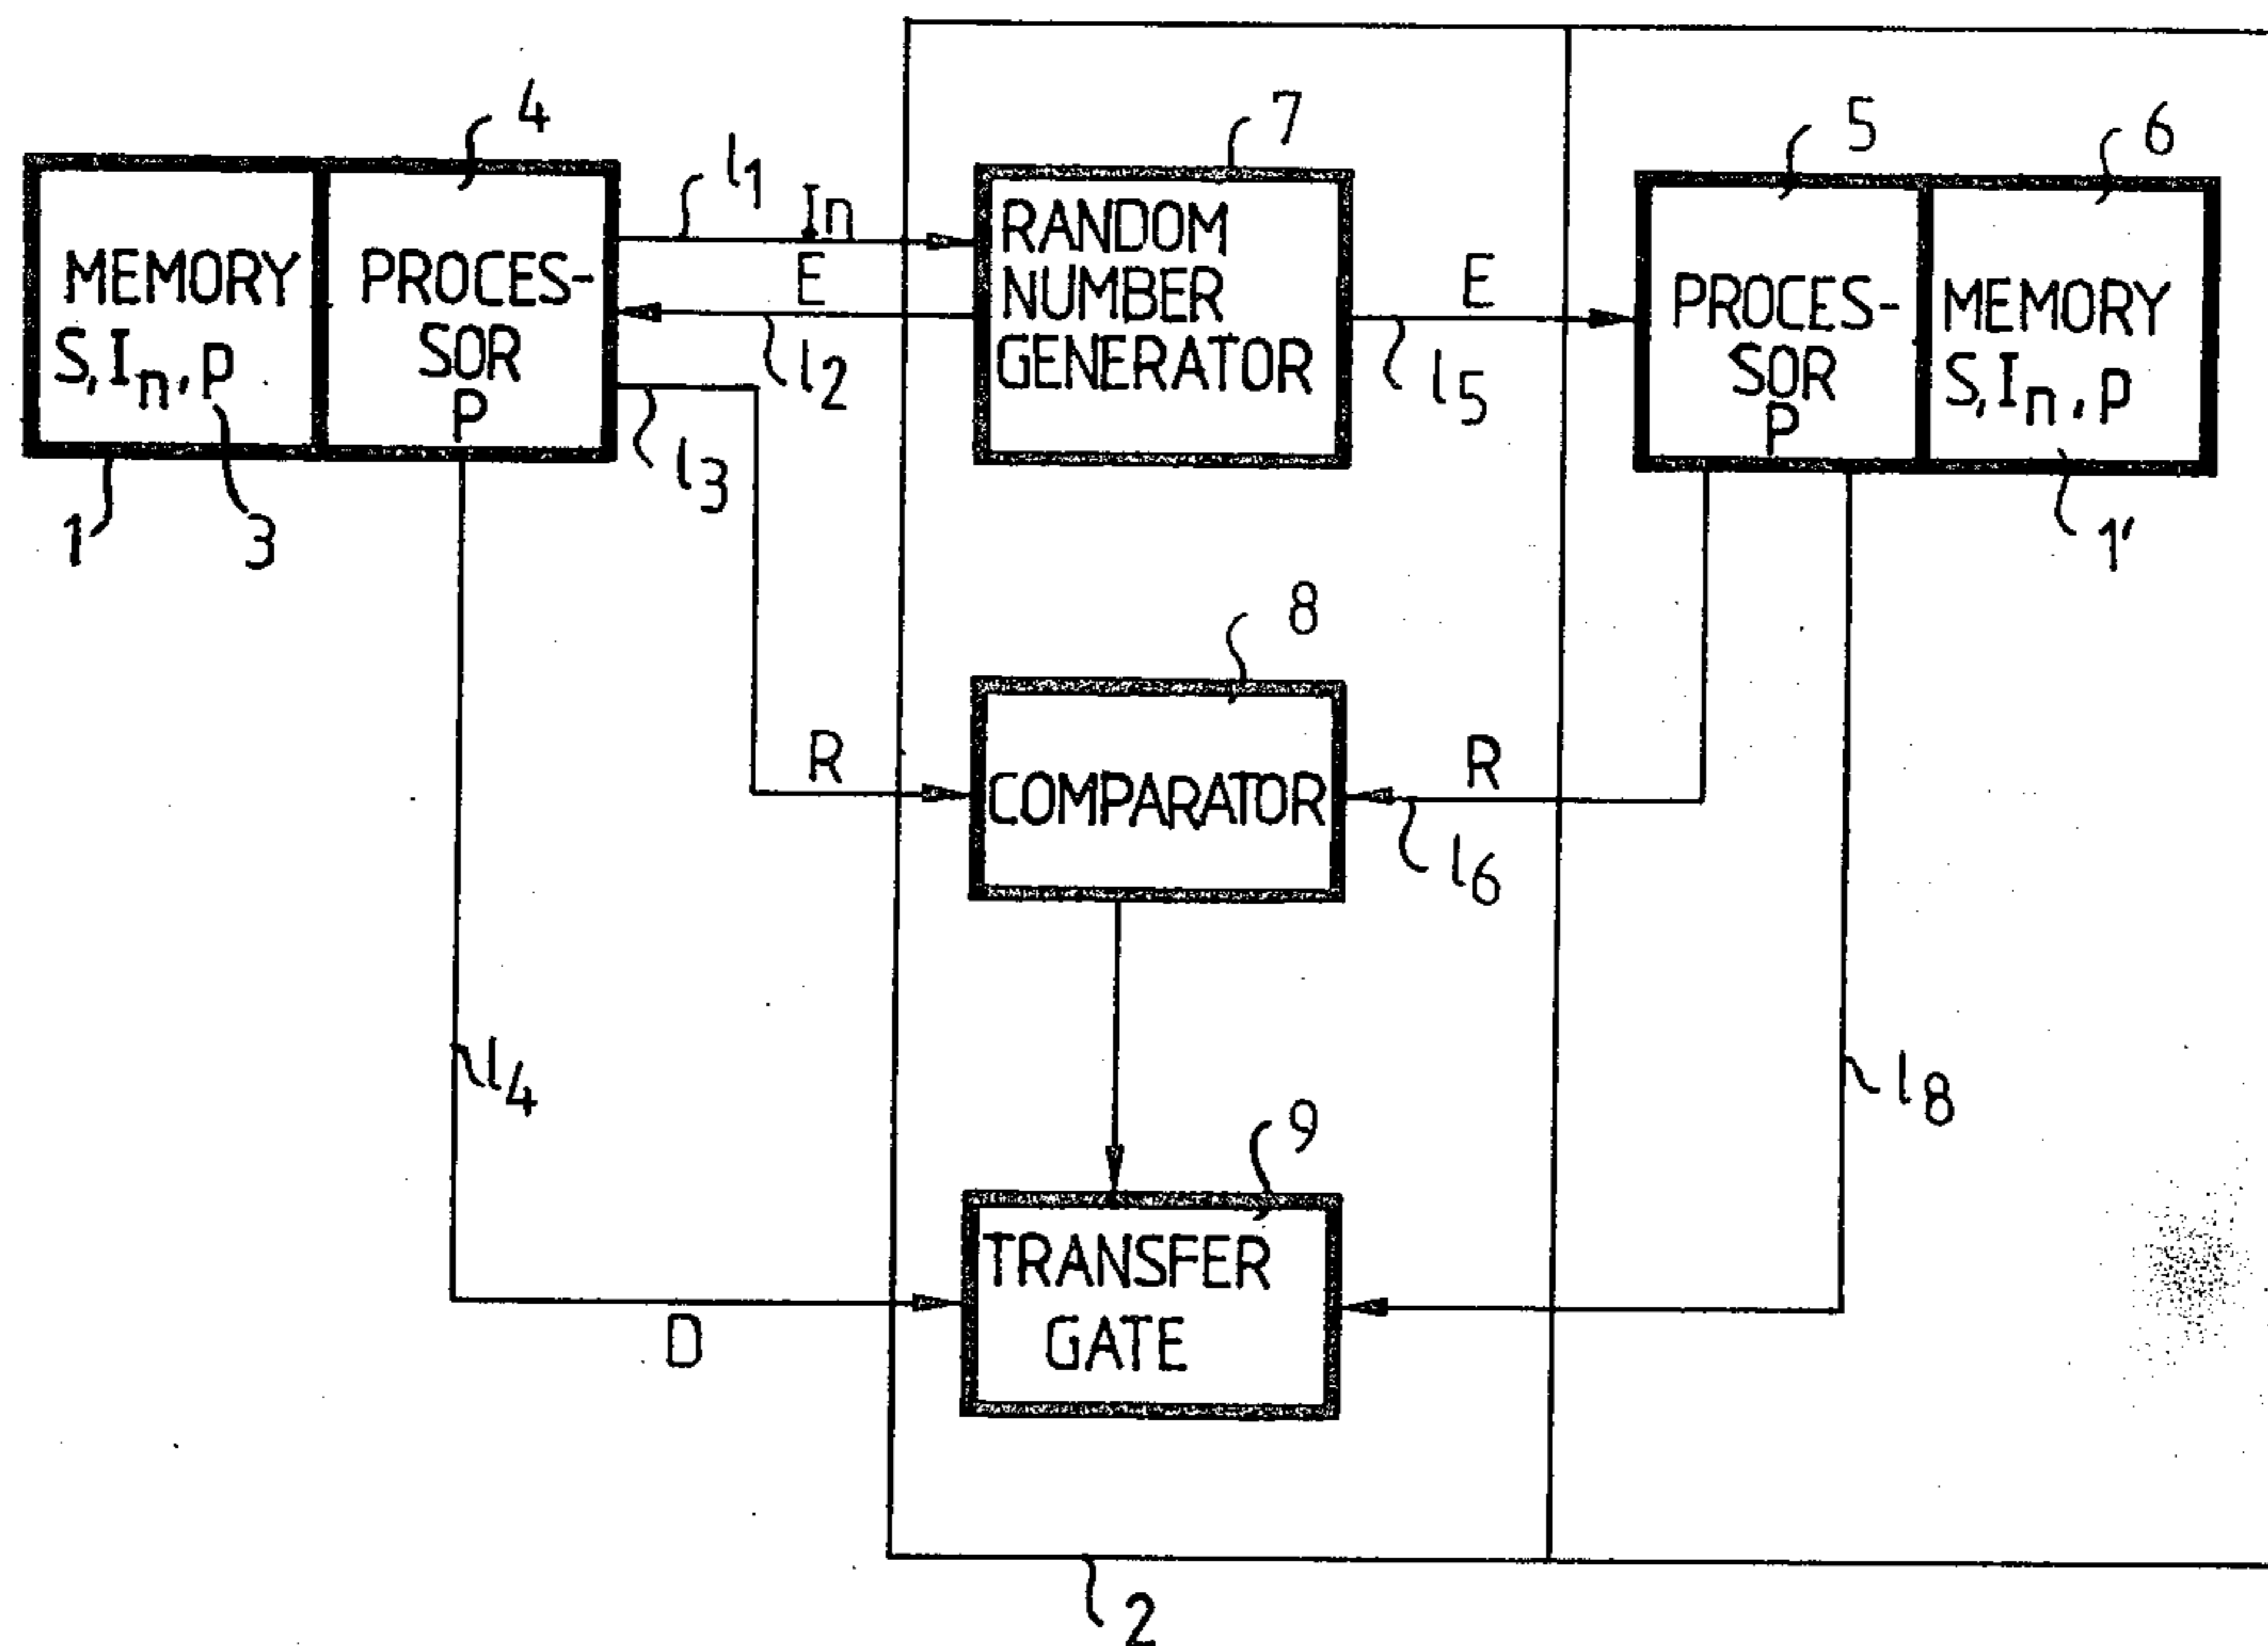 4
7
5
6
l1
In
RANDOM
NUMBER
GENERATOR
MEMORY
S, In, p
PROCES-
SOR
P
E
l2
E
l5
PROCES-
SOR
P
MEMORY
S, In, p
l3
1
3
1'
8
R
COMPARATOR
R
l6
l4
l8
9
TRANSFER
GATE
D
2